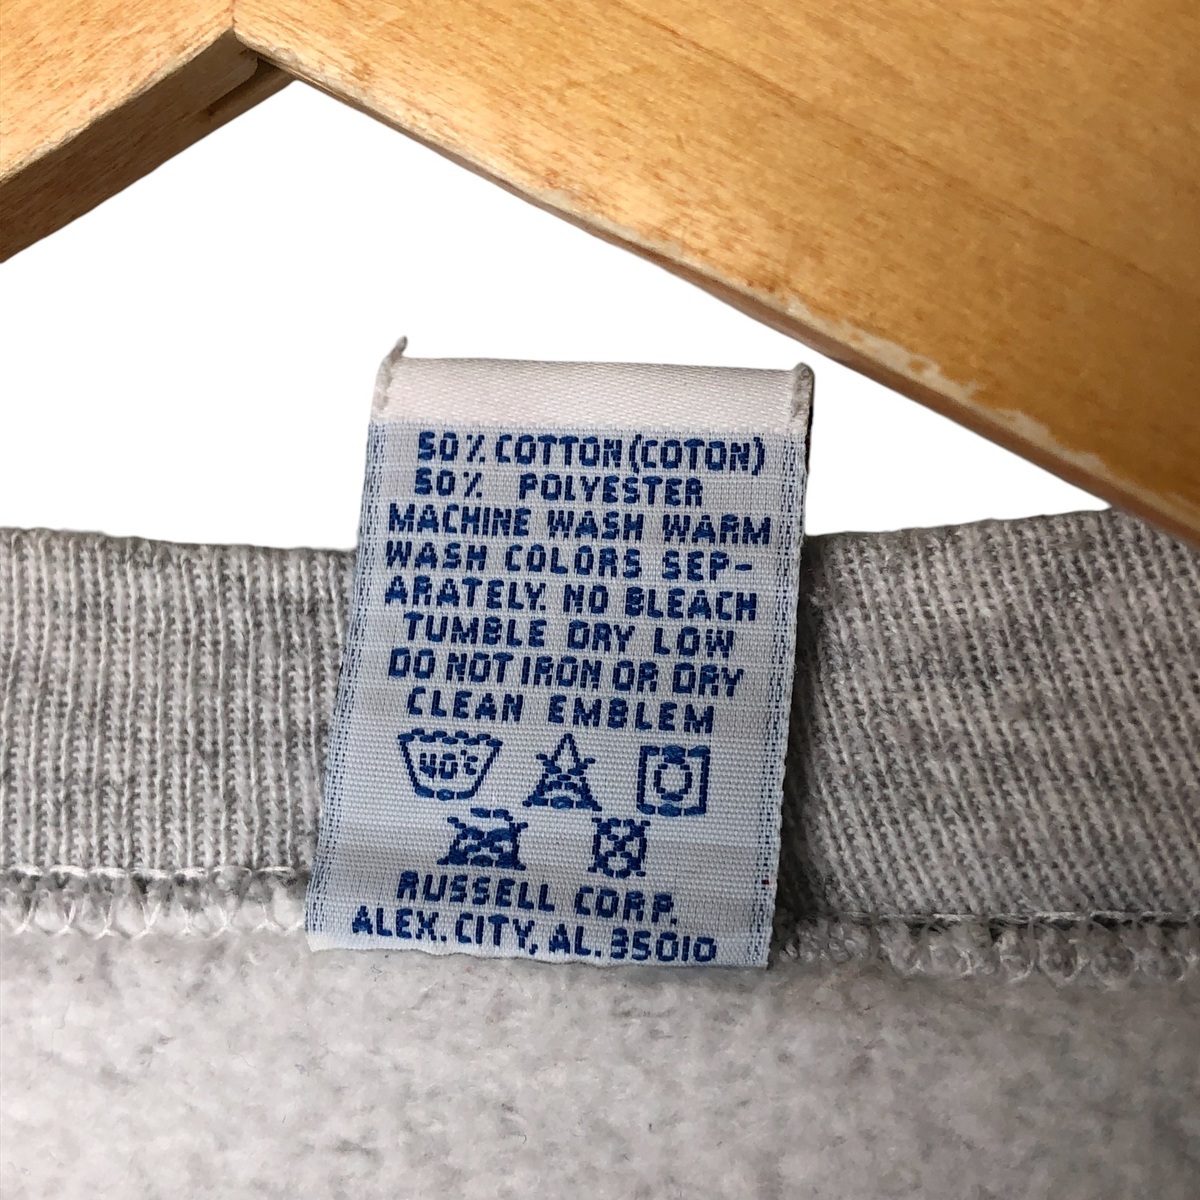 50% COTTON (COTON)
50% POLYESTER
MACHINE WASH WARM
WASH COLORS SEP-
ARATELY. NO BLEACH
TUMBLE DRY LOW
DO NOT IRON OR DRY
CLEAN EMBLEM
40°C
RUSSELL CORP.
ALEX. CITY, AL. 35010